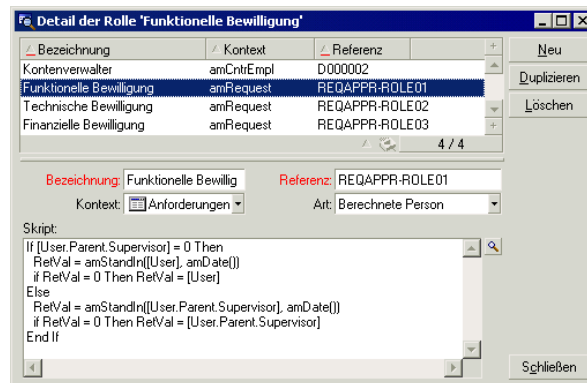 Detail der Rolle 'Funktionelle Bewilligung'
Bezeichnung Kontext Referenz
Kontenverwalter amCntrEmpl D000002
Funktionelle Bewilligung amRequest REQAPPR-ROLE01
Technische Bewilligung amRequest REQAPPR-ROLE02
Finanzielle Bewilligung amRequest REQAPPR-ROLE03
4 / 4
Neu
Duplizieren
Löschen
Bezeichnung: Funktionelle Bewillig Referenz: REQAPPR-ROLE01
Kontext: Anforderungen Art: Berechnete Person
Skript:
If [User.Parent.Supervisor] = 0 Then
RetVal = amStandIn([User], amDate())
if RetVal = 0 Then RetVal = [User]
Else
RetVal = amStandIn([User.Parent.Supervisor], amDate())
if RetVal = 0 Then RetVal = [User.Parent.Supervisor]
End If
Schließen